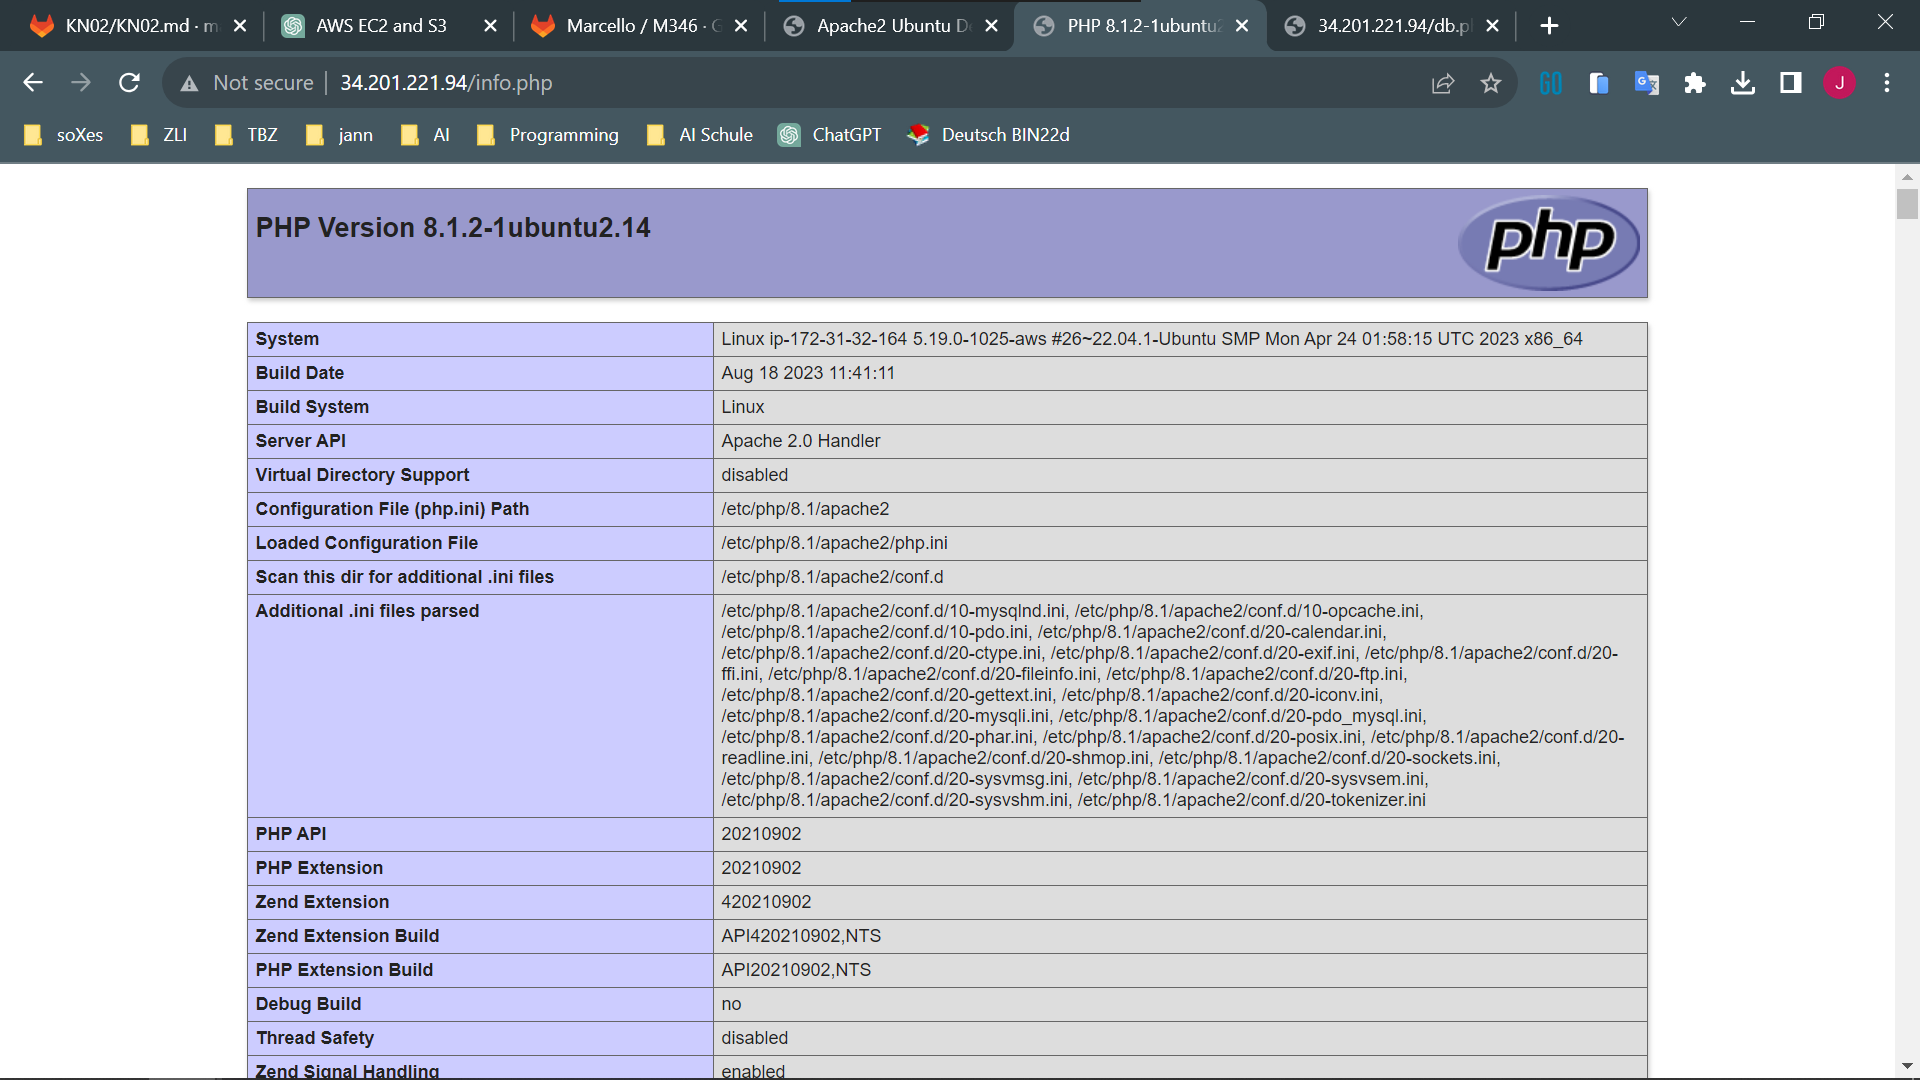 KN02/KN02.md · m
AWS EC2 and S3
Marcello / M346 · G
Apache2 Ubuntu D
PHP 8.1.2-1ubuntu2
34.201.221.94/db.p
Not secure
34.201.221.94/info.php
GO
G
J
soXes
ZLI
TBZ
jann
AI
Programming
AI Schule
ChatGPT
Deutsch BIN22d
PHP Version 8.1.2-1ubuntu2.14
php
System Linux ip-172-31-32-164 5.19.0-1025-aws #26~22.04.1-Ubuntu SMP Mon Apr 24 01:58:15 UTC 2023 x86_64
Build Date Aug 18 2023 11:41:11
Build System Linux
Server API Apache 2.0 Handler
Virtual Directory Support disabled
Configuration File (php.ini) Path /etc/php/8.1/apache2
Loaded Configuration File /etc/php/8.1/apache2/php.ini
Scan this dir for additional .ini files /etc/php/8.1/apache2/conf.d
Additional .ini files parsed /etc/php/8.1/apache2/conf.d/10-mysqlnd.ini, /etc/php/8.1/apache2/conf.d/10-opcache.ini,
/etc/php/8.1/apache2/conf.d/10-pdo.ini, /etc/php/8.1/apache2/conf.d/20-calendar.ini,
/etc/php/8.1/apache2/conf.d/20-ctype.ini, /etc/php/8.1/apache2/conf.d/20-exif.ini, /etc/php/8.1/apache2/conf.d/20-
ffi.ini, /etc/php/8.1/apache2/conf.d/20-fileinfo.ini, /etc/php/8.1/apache2/conf.d/20-ftp.ini,
/etc/php/8.1/apache2/conf.d/20-gettext.ini, /etc/php/8.1/apache2/conf.d/20-iconv.ini,
/etc/php/8.1/apache2/conf.d/20-mysqli.ini, /etc/php/8.1/apache2/conf.d/20-pdo_mysql.ini,
/etc/php/8.1/apache2/conf.d/20-phar.ini, /etc/php/8.1/apache2/conf.d/20-posix.ini, /etc/php/8.1/apache2/conf.d/20-
readline.ini, /etc/php/8.1/apache2/conf.d/20-shmop.ini, /etc/php/8.1/apache2/conf.d/20-sockets.ini,
/etc/php/8.1/apache2/conf.d/20-sysvmsg.ini, /etc/php/8.1/apache2/conf.d/20-sysvsem.ini,
/etc/php/8.1/apache2/conf.d/20-sysvshm.ini, /etc/php/8.1/apache2/conf.d/20-tokenizer.ini
PHP API 20210902
PHP Extension 20210902
Zend Extension 420210902
Zend Extension Build API420210902,NTS
PHP Extension Build API20210902,NTS
Debug Build no
Thread Safety disabled
Zend Signal Handling enabled